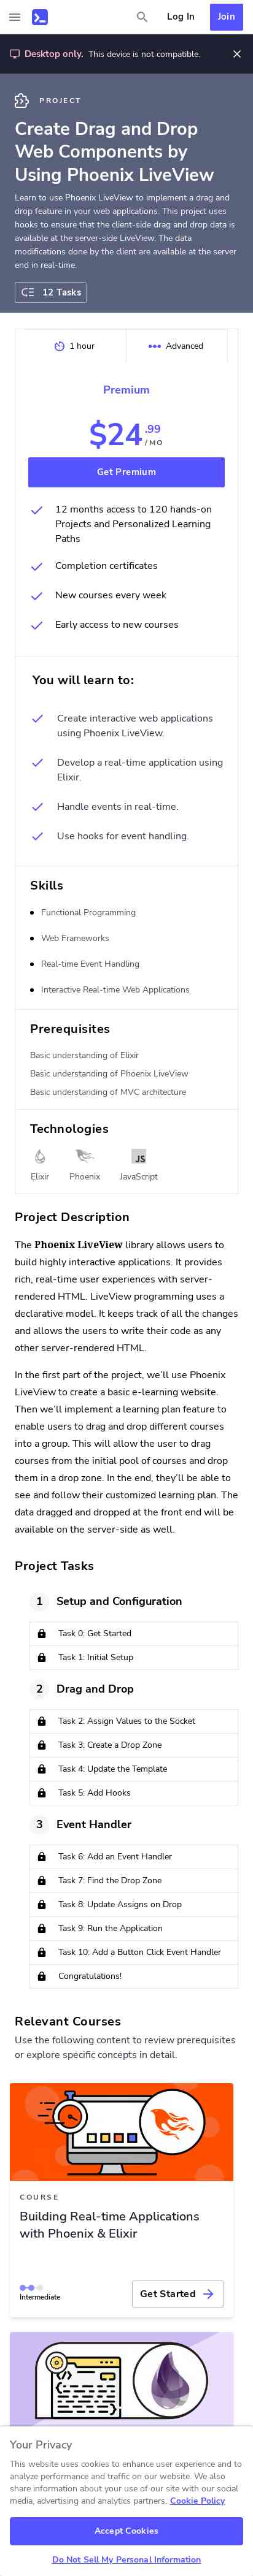 Log In
Join
Desktop only. This device is not compatible.
PROJECT
Create Drag and Drop
Web Components by
Using Phoenix LiveView
Learn to use Phoenix LiveView to implement a drag and
drop feature in your web applications. This project uses
hooks to ensure that the client-side drag and drop data is
available at the server-side LiveView. The data
modifications done by the client are available at the server
end in real-time.
12 Tasks
1 hour
Advanced
Premium
$24.99
/MO
Get Premium
12 months access to 120 hands-on
Projects and Personalized Learning
Paths
Completion certificates
New courses every week
Early access to new courses
You will learn to:
Create interactive web applications
using Phoenix LiveView.
Develop a real-time application using
Elixir.
Handle events in real-time.
Use hooks for event handling.
Skills
Functional Programming
Web Frameworks
Real-time Event Handling
Interactive Real-time Web Applications
Prerequisites
Basic understanding of Elixir
Basic understanding of Phoenix LiveView
Basic understanding of MVC architecture
Technologies
JS
Elixir
Phoenix
JavaScript
Project Description
The Phoenix LiveView library allows users to
build highly interactive applications. It provides
rich, real-time user experiences with server-
rendered HTML. LiveView programming uses a
declarative model. It keeps track of all the changes
and allows the users to write their code as any
other server-rendered HTML.
In the first part of the project, we’ll use Phoenix
LiveView to create a basic e-learning website.
Then we’ll implement a learning plan feature to
enable users to drag and drop different courses
into a group. This will allow the user to drag
courses from the initial pool of courses and drop
them in a drop zone. In the end, they’ll be able to
see and follow their customized learning plan. The
data dragged and dropped at the front end will be
available on the server-side as well.
Project Tasks
1
Setup and Configuration
Task 0: Get Started
Task 1: Initial Setup
2
Drag and Drop
Task 2: Assign Values to the Socket
Task 3: Create a Drop Zone
Task 4: Update the Template
Task 5: Add Hooks
3
Event Handler
Task 6: Add an Event Handler
Task 7: Find the Drop Zone
Task 8: Update Assigns on Drop
Task 9: Run the Application
Task 10: Add a Button Click Event Handler
Congratulations!
Relevant Courses
Use the following content to review prerequisites
or explore specific concepts in detail.
COURSE
Building Real-time Applications
with Phoenix & Elixir
Intermediate
Get Started
Your Privacy
This website uses cookies to enhance user experience and to
analyze performance and traffic on our website. We also
share information about your use of our site with our social
media, advertising and analytics partners. Cookie Policy
Accept Cookies
Do Not Sell My Personal Information